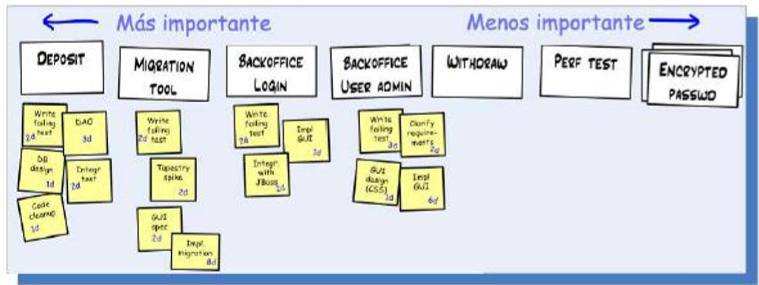 Más importante
Menos importante
DEPOSIT
MIGRATION
TOOL
BACKOFFICE
LOGIN
BACKOFFICE
USER ADMIN
WITHDRAW
PERF TEST
ENCRYPTED
PASSWD
Write
failing
test
2d
DAO
3d
DB
design
1d
Integr
test
2d
Code
cleanup
1d
Write
failing
test
2d
Tapestry
spike
2d
GUI
spec
2d
Impl.
migration
8d
Write
failing
test
2d
Impl
GUI
Integr.
with
JBoss
2d
Write
failing
test
3d
Clarify
require-
ments
2d
GUI
design
(CSS)
Impl
GUI
6d